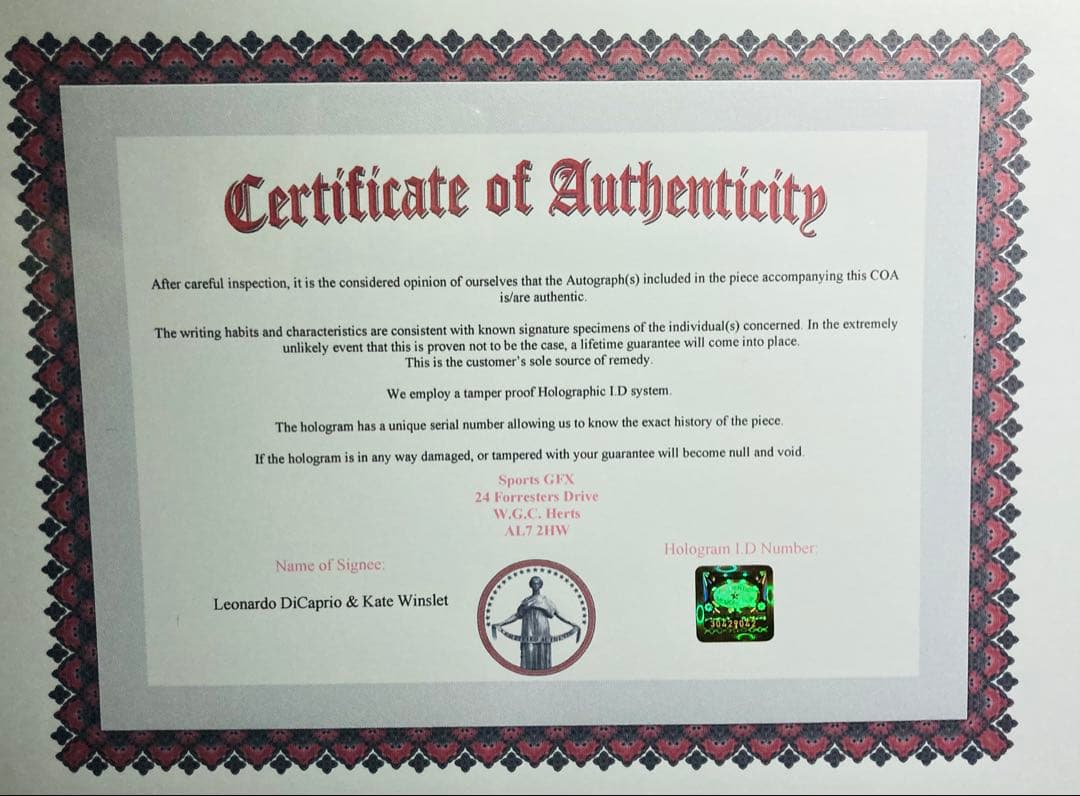 Certificate of Authenticity
After careful inspection, it is the considered opinion of ourselves that the Autograph(s) included in the piece accompanying this COA
is/are authentic.
The writing habits and characteristics are consistent with known signature specimens of the individual(s) concerned. In the extremely
unlikely event that this is proven not to be the case, a lifetime guarantee will come into place.
This is the customer's sole source of remedy.
We employ a tamper proof Holographic I.D system.
The hologram has a unique serial number allowing us to know the exact history of the piece.
If the hologram is in any way damaged, or tampered with your guarantee will become null and void.
Sports GFX
24 Forresters Drive
W.G.C. Herts
AL7 2HW
Name of Signee:
Hologram I.D Number:
Leonardo DiCaprio & Kate Winslet